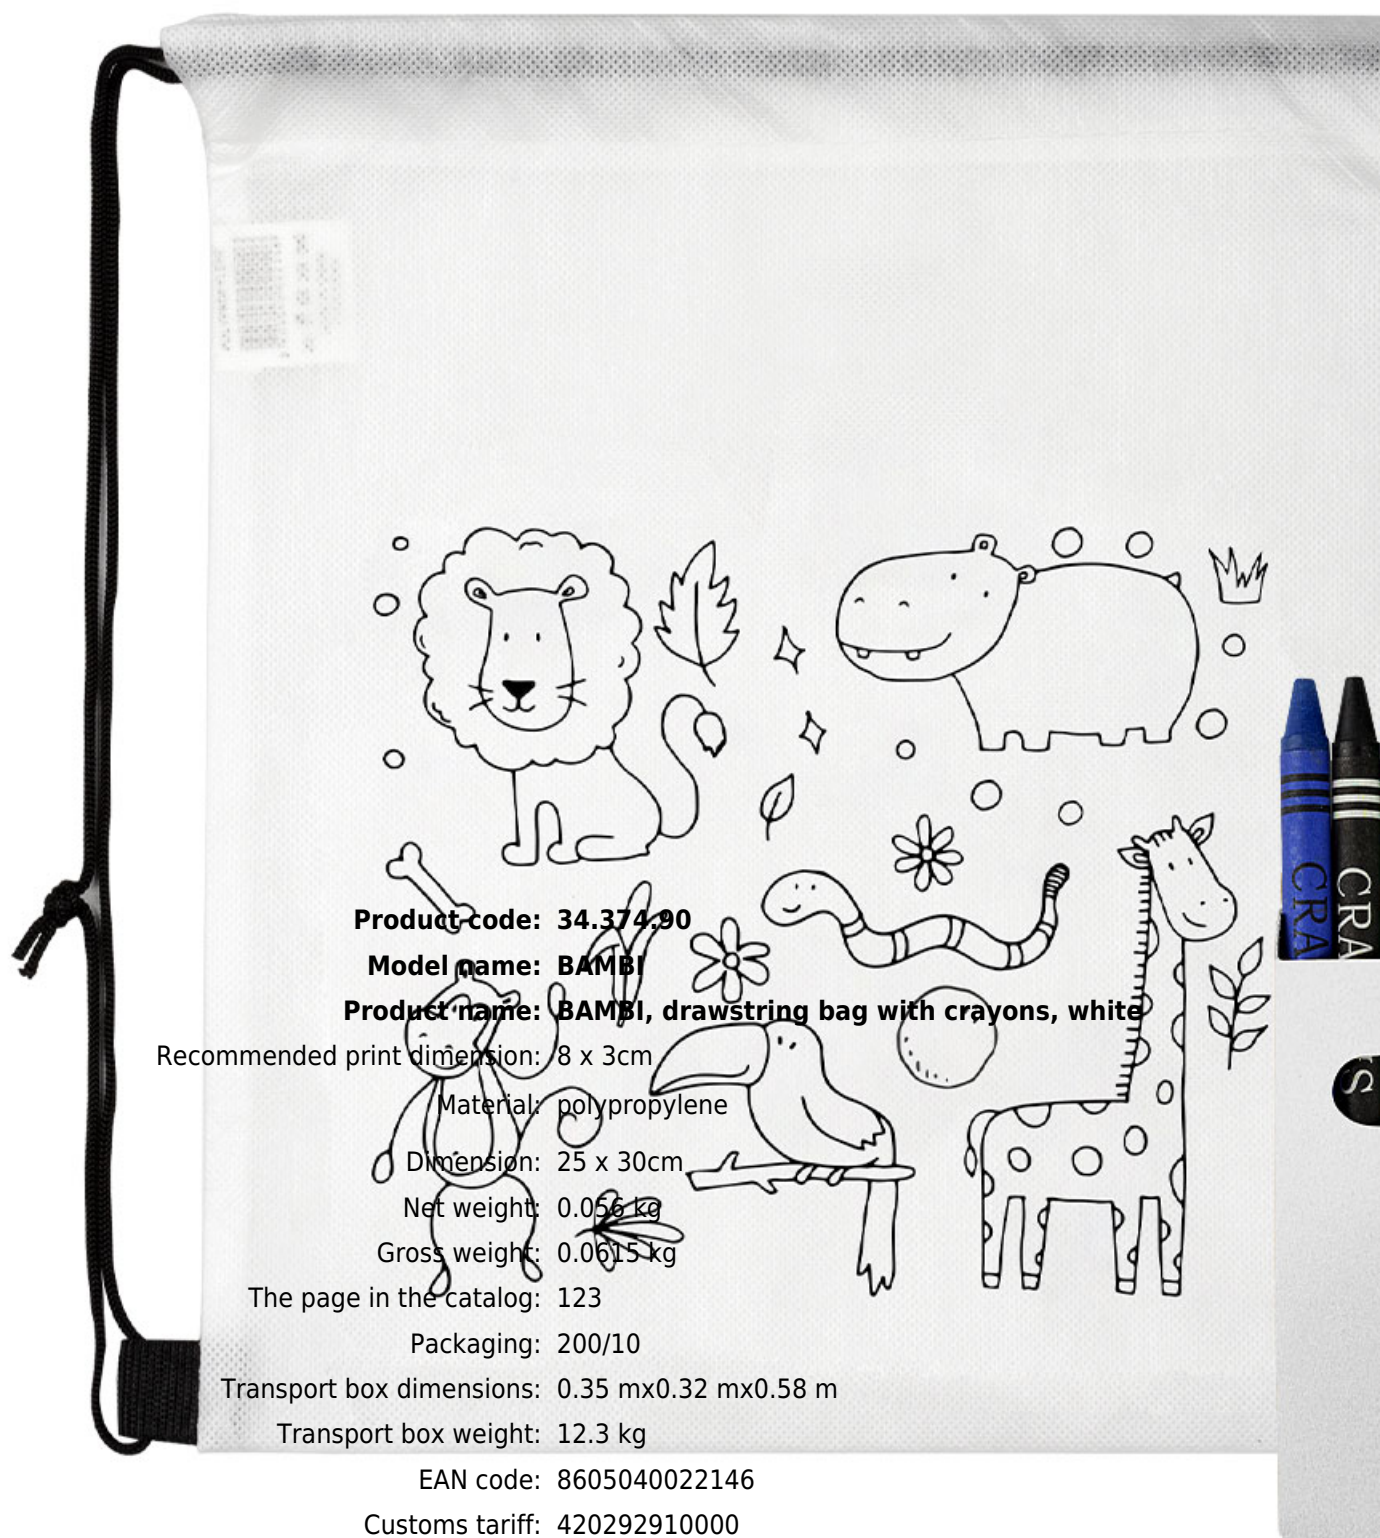 CRA
CRA
Product code: 34.374.90
Model name: BAMBI
Product name: BAMBI, drawstring bag with crayons, white
Recommended print dimension: 8 x 3cm
Material: polypropylene
Dimension: 25 x 30cm
Net weight: 0.056 kg
Gross weight: 0.0615 kg
The page in the catalog: 123
Packaging: 200/10
Transport box dimensions: 0.35 mx0.32 mx0.58 m
Transport box weight: 12.3 kg
EAN code: 8605040022146
Customs tariff: 420292910000